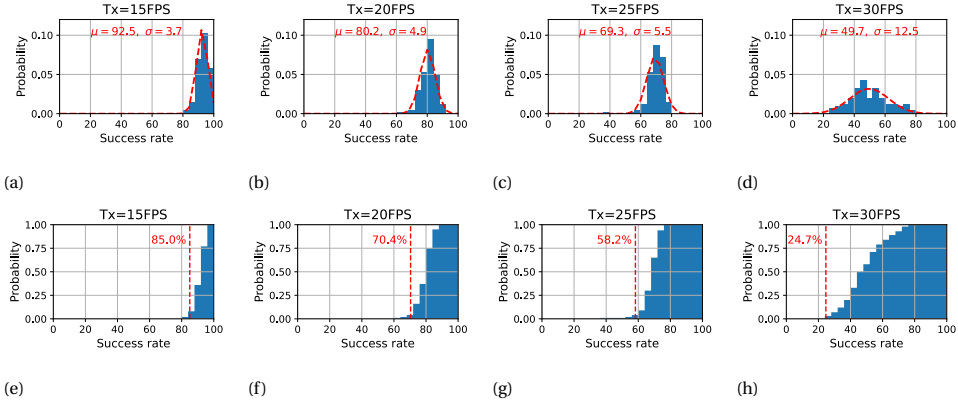 Tx=15FPS
Probability
0.10
0.05
0.00
μ = 92.5, σ = 3.7
0 20 40 60 80 100
Success rate
(a)
Tx=20FPS
Probability
0.10
0.05
0.00
μ = 80.2, σ = 4.9
0 20 40 60 80 100
Success rate
(b)
Tx=25FPS
Probability
0.10
0.05
0.00
μ = 69.3, σ = 5.5
0 20 40 60 80 100
Success rate
(c)
Tx=30FPS
Probability
0.10
0.05
0.00
μ = 49.7, σ = 12.5
0 20 40 60 80 100
Success rate
(d)
Tx=15FPS
Probability
1.00
0.75
0.50
0.25
0.00
85.0%
0 20 40 60 80 100
Success rate
(e)
Tx=20FPS
Probability
1.00
0.75
0.50
0.25
0.00
70.4%
0 20 40 60 80 100
Success rate
(f)
Tx=25FPS
Probability
1.00
0.75
0.50
0.25
0.00
58.2%
0 20 40 60 80 100
Success rate
(g)
Tx=30FPS
Probability
1.00
0.75
0.50
0.25
0.00
24.7%
0 20 40 60 80 100
Success rate
(h)